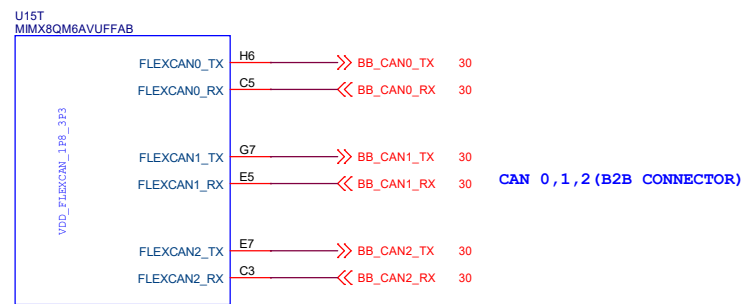 U15T
MIMX8QM6AVUFFAB
FLEXCAN0_TX H6 BB_CAN0_TX 30
FLEXCAN0_RX C5 BB_CAN0_RX 30
VDD_FLEXCAN_1P8_3P3
FLEXCAN1_TX G7 BB_CAN1_TX 30
FLEXCAN1_RX E5 BB_CAN1_RX 30
CAN 0,1,2(B2B CONNECTOR)
FLEXCAN2_TX E7 BB_CAN2_TX 30
FLEXCAN2_RX C3 BB_CAN2_RX 30